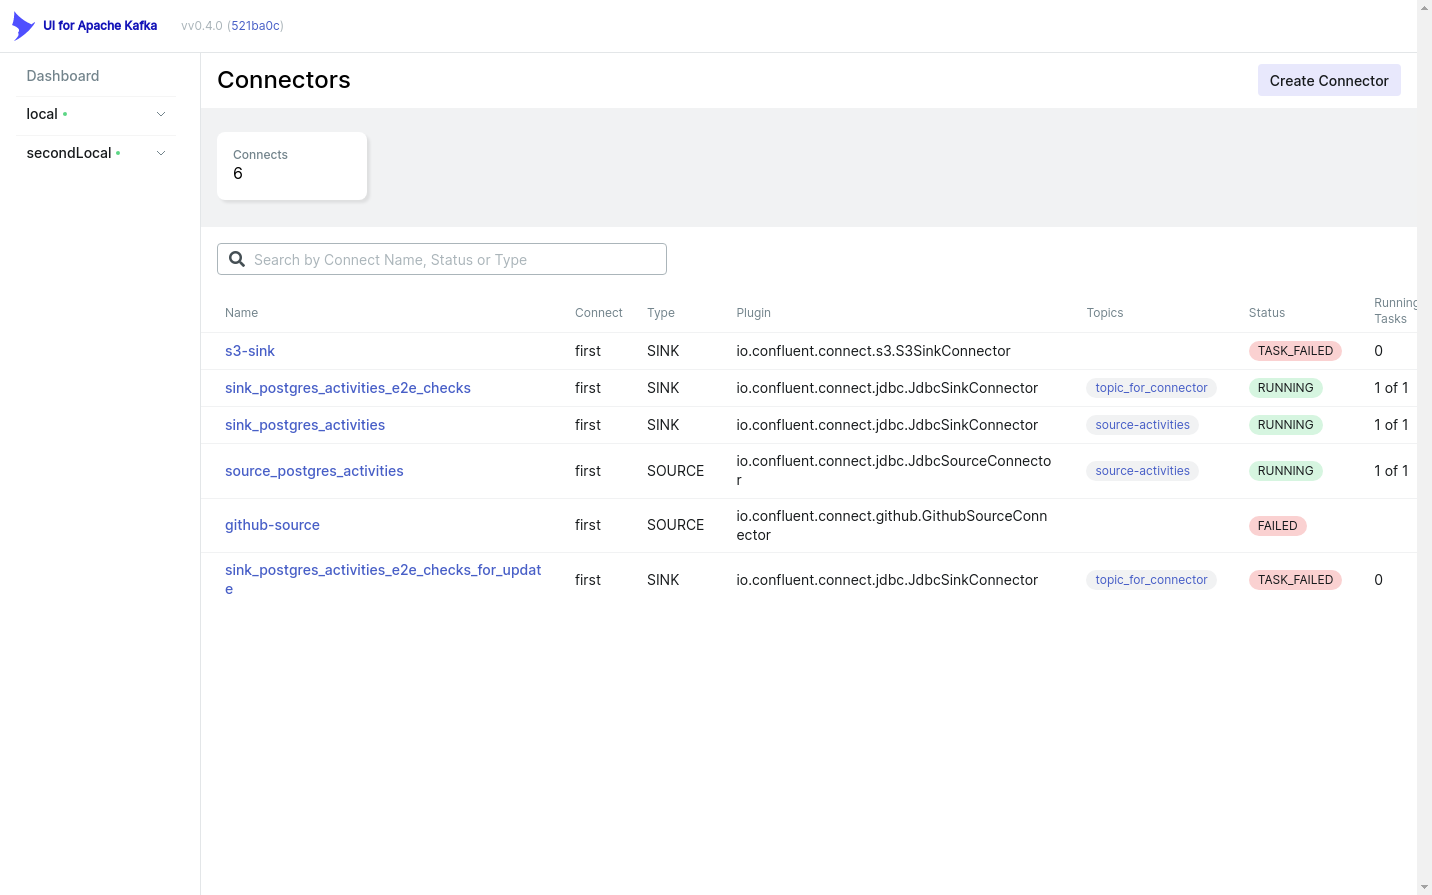 UI for Apache Kafka vv0.4.0 (521ba0c)
Dashboard
local
secondLocal
Connectors
Create Connector
Connects
6
Search by Connect Name, Status or Type
Name Connect Type Plugin Topics Status Running
Tasks
s3-sink first SINK io.confluent.connect.s3.S3SinkConnector TASK_FAILED 0
sink_postgres_activities_e2e_checks first SINK io.confluent.connect.jdbc.JdbcSinkConnector topic_for_connector RUNNING 1 of 1
sink_postgres_activities first SINK io.confluent.connect.jdbc.JdbcSinkConnector source-activities RUNNING 1 of 1
source_postgres_activities first SOURCE io.confluent.connect.jdbc.JdbcSourceConnecto
r source-activities RUNNING 1 of 1
github-source first SOURCE io.confluent.connect.github.GithubSourceConn
ector FAILED
sink_postgres_activities_e2e_checks_for_updat
e first SINK io.confluent.connect.jdbc.JdbcSinkConnector topic_for_connector TASK_FAILED 0